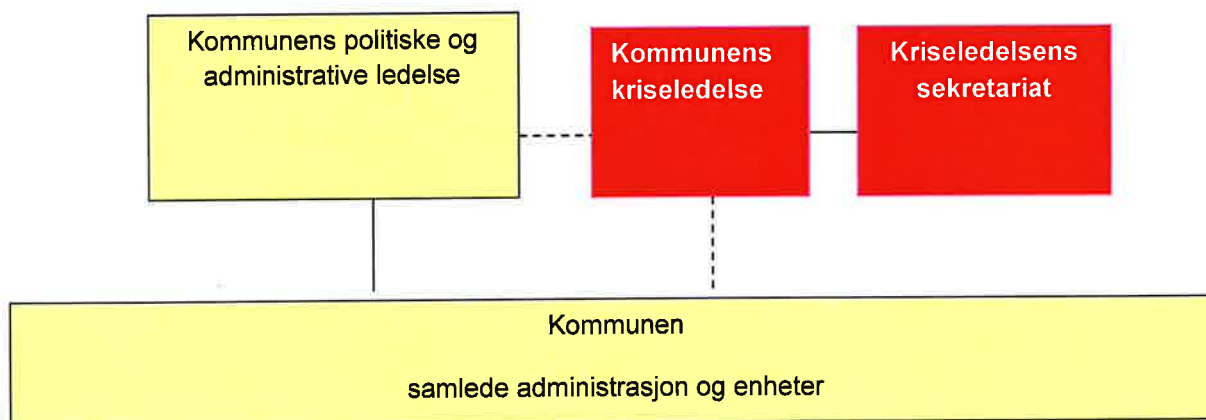 Kommunens politiske og
administrative ledelse
Kommunens
kriseledelse
Kriseledelsens
sekretariat
Kommunen
samlede administrasjon og enheter